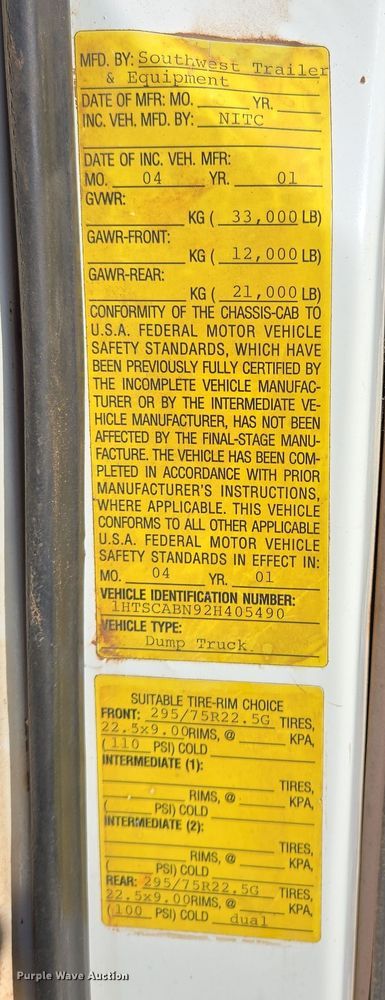 MFD. BY: Southwest Trailer
& Equipment
DATE OF MFR: MO. YR.
INC. VEH. MFD. BY: NITC
DATE OF INC. VEH. MFR:
MO. 04 YR. 01
GVWR:
KG ( 33,000 LB)
GAWR-FRONT:
KG ( 12,000 LB)
GAWR-REAR:
KG ( 21,000 LB)
CONFORMITY OF THE CHASSIS-CAB TO
U.S.A. FEDERAL MOTOR VEHICLE
SAFETY STANDARDS, WHICH HAVE
BEEN PREVIOUSLY FULLY CERTIFIED BY
THE INCOMPLETE VEHICLE MANUFAC-
TURER OR BY THE INTERMEDIATE VE-
HICLE MANUFACTURER, HAS NOT BEEN
AFFECTED BY THE FINAL-STAGE MANU-
FACTURE. THE VEHICLE HAS BEEN COM-
PLETED IN ACCORDANCE WITH PRIOR
MANUFACTURER'S INSTRUCTIONS,
WHERE APPLICABLE. THIS VEHICLE
CONFORMS TO ALL OTHER APPLICABLE
U.S.A. FEDERAL MOTOR VEHICLE
SAFETY STANDARDS IN EFFECT IN:
MO. 04 YR. 01
VEHICLE IDENTIFICATION NUMBER:
1HTSCABN92H405490
VEHICLE TYPE:
Dump Truck
SUITABLE TIRE-RIM CHOICE
FRONT: 295/75R22.5G TIRES,
22.5x9.00RIMS, @ KPA,
(110 PSI) COLD
INTERMEDIATE (1):
TIRES,
RIMS, @ KPA,
( PSI) COLD
INTERMEDIATE (2):
TIRES,
RIMS, @ KPA,
( PSI) COLD
REAR: 295/75R22.5G TIRES,
22.5x9.00RIMS, @ KPA,
(100 PSI) COLD dual
Purple Wave Auction